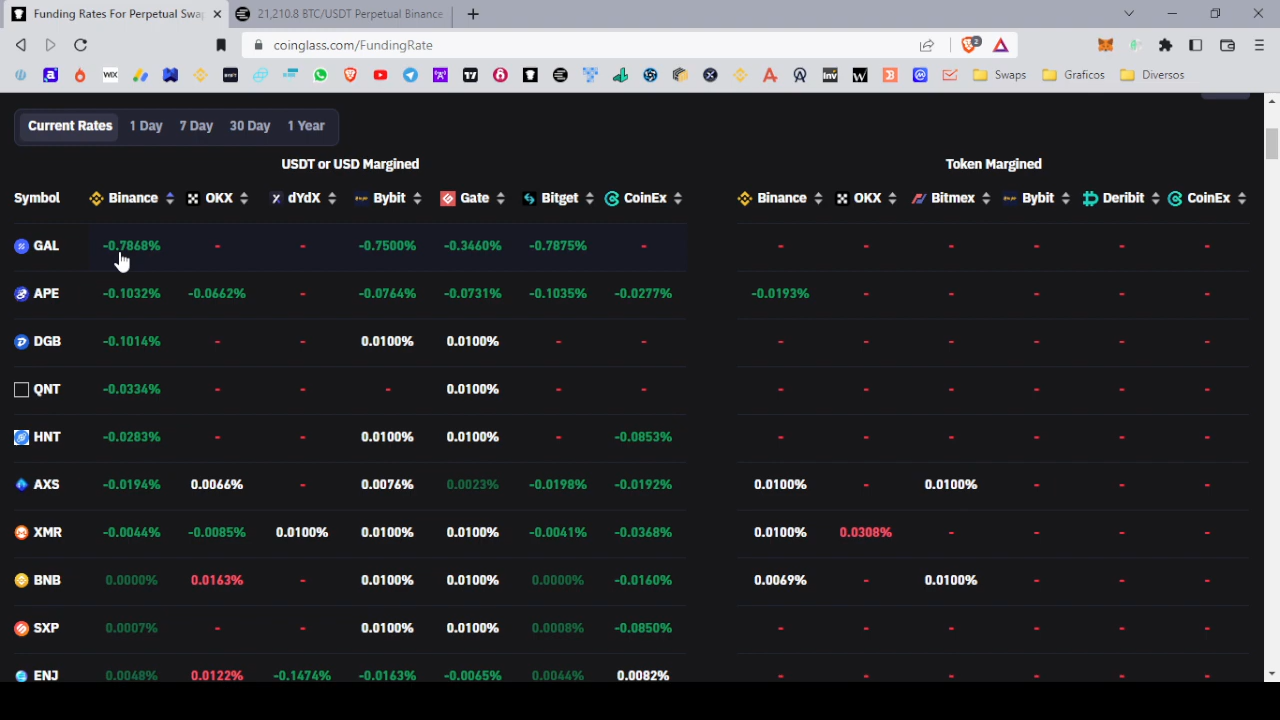 Funding Rates For Perpetual Swa
21,210.8 BTC/USDT Perpetual Binance
coinglass.com/FundingRate
2
WIX
Inv
W
Swaps
Graficos
Diversos
Current Rates 1 Day 7 Day 30 Day 1 Year
USDT or USD Margined Token Margined
Symbol Binance OKX dYdX Bybit Gate Bitget CoinEx Binance OKX Bitmex Bybit Deribit CoinEx
GAL -0.7868% - - -0.7500% -0.3460% -0.7875% - - - - - - -
APE -0.1032% -0.0662% - -0.0764% -0.0731% -0.1035% -0.0277% -0.0193% - - - - -
DGB -0.1014% - - 0.0100% 0.0100% - - - - - - - -
QNT -0.0334% - - - 0.0100% - - - - - - - -
HNT -0.0283% - - 0.0100% 0.0100% - -0.0853% - - - - - -
AXS -0.0194% 0.0066% - 0.0076% 0.0023% -0.0198% -0.0192% 0.0100% - 0.0100% - - -
XMR -0.0044% -0.0085% 0.0100% 0.0100% 0.0100% -0.0041% -0.0368% 0.0100% 0.0308% - - - -
BNB 0.0000% 0.0163% - 0.0100% 0.0100% 0.0000% -0.0160% 0.0069% - 0.0100% - - -
SXP 0.0007% - - 0.0100% 0.0100% 0.0008% -0.0850% - - - - - -
ENJ 0.0048% 0.0122% -0.1474% -0.0163% -0.0065% 0.0044% 0.0082% - - - - - -